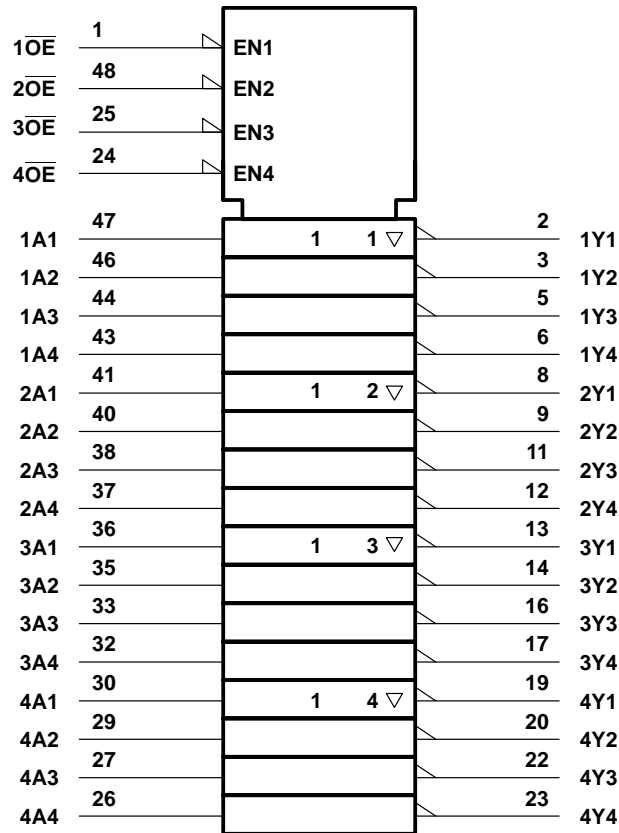 1O̅E̅ 1 EN1
2O̅E̅ 48 EN2
3O̅E̅ 25 EN3
4O̅E̅ 24 EN4
1A1 47 1 1 ▽ 2 1Y1
1A2 46 3 1Y2
1A3 44 5 1Y3
1A4 43 6 1Y4
2A1 41 1 2 ▽ 8 2Y1
2A2 40 9 2Y2
2A3 38 11 2Y3
2A4 37 12 2Y4
3A1 36 1 3 ▽ 13 3Y1
3A2 35 14 3Y2
3A3 33 16 3Y3
3A4 32 17 3Y4
4A1 30 1 4 ▽ 19 4Y1
4A2 29 20 4Y2
4A3 27 22 4Y3
4A4 26 23 4Y4